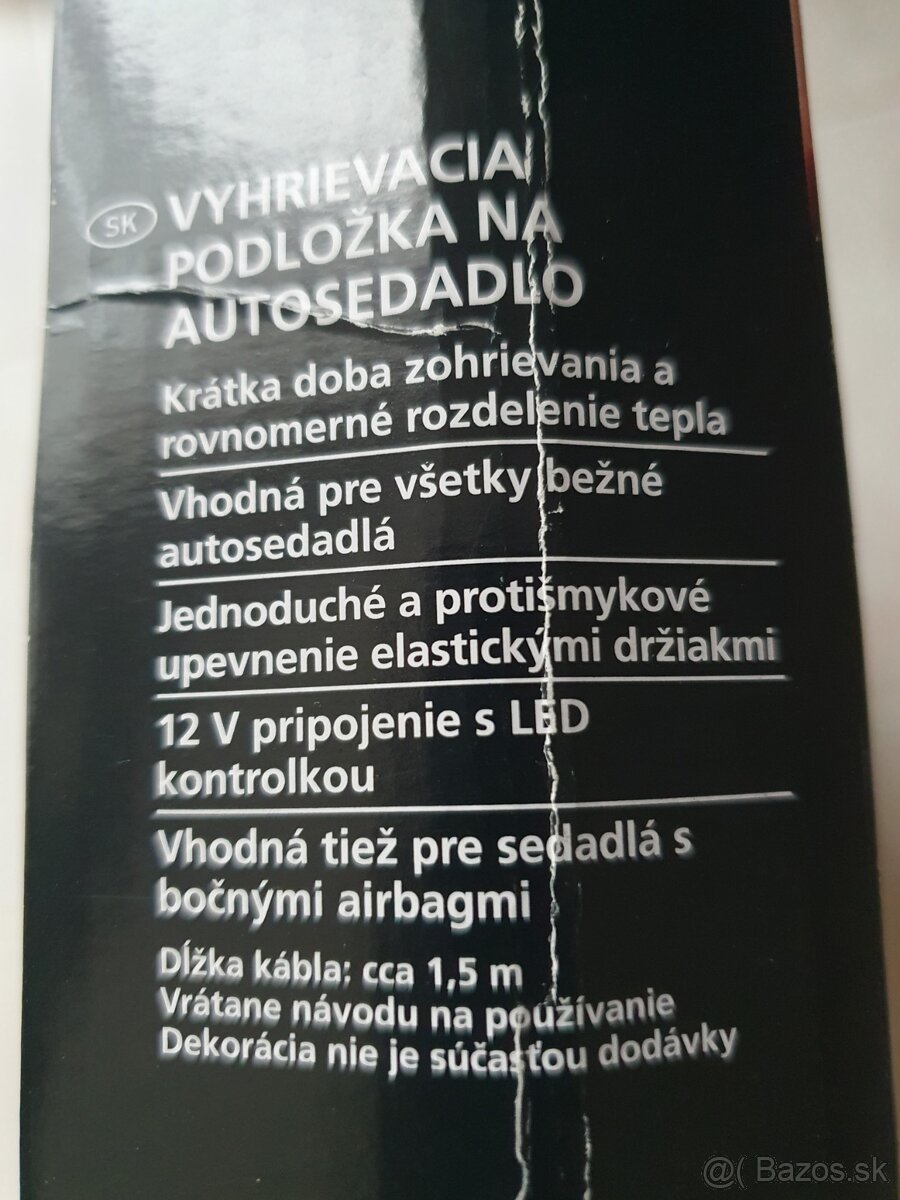 SK
VYHRIEVACIA
PODLOŽKA NA
AUTOSEDADLO
Krátka doba zohrievania a
rovnomerné rozdelenie tepla
Vhodná pre všetky bežné
autosedadlá
Jednoduché a protišmykové
upevnenie elastickými držiakmi
12 V pripojenie s LED
kontrolkou
Vhodná tiež pre sedadlá s
bočnými airbagmi
Dĺžka kábla: cca 1,5 m
Vrátane návodu na používanie
Dekorácia nie je súčasťou dodávky
@( Bazos.sk